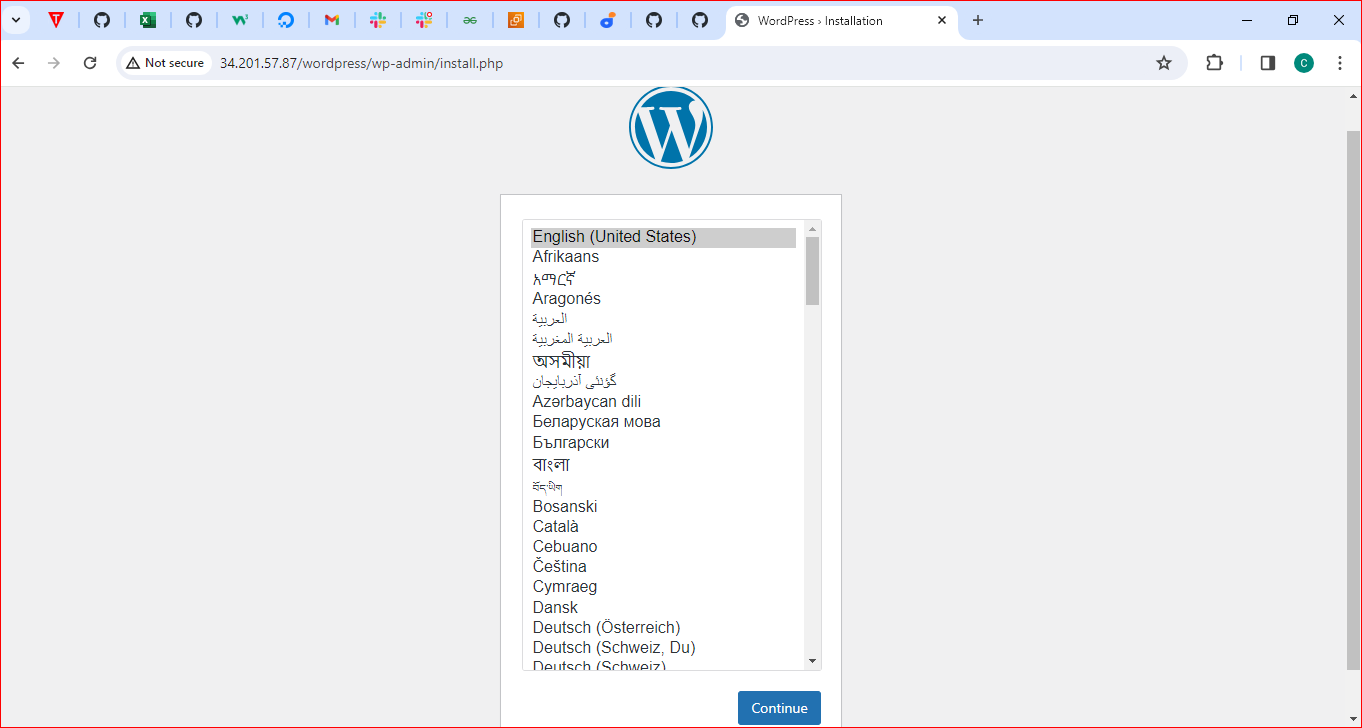 WordPress › Installation
Not secure
34.201.57.87/wordpress/wp-admin/install.php
C
English (United States)
Afrikaans
አማርኛ
Aragonés
العربية
العربية المغربية
অসমীয়া
گؤنئی آذربایجان
Azərbaycan dili
Беларуская мова
Български
বাংলা
བོད་ཡིག
Bosanski
Català
Cebuano
Čeština
Cymraeg
Dansk
Deutsch (Österreich)
Deutsch (Schweiz, Du)
Deutsch (Schweiz)
Continue